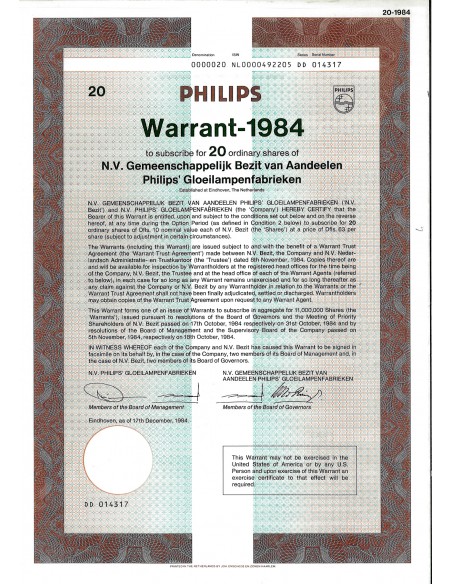 20-1984
Denomination ISIN Series Serial Number
0000020 NL0000492205 DD 014317
20
PHILIPS
PHILIPS
Warrant-1984
to subscribe for 20 ordinary shares of
N.V. Gemeenschappelijk Bezit van Aandeelen
Philips' Gloeilampenfabrieken
Established at Eindhoven, The Netherlands
N.V. GEMEENSCHAPPELIJK BEZIT VAN AANDEELEN PHILIPS' GLOEILAMPENFABRIEKEN ('N.V.
Bezit') and N.V. PHILIPS' GLOEILAMPENFABRIEKEN (the 'Company') HEREBY CERTIFY that the
Bearer of this Warrant is entitled, upon and subject to the conditions set out below and on the reverse
hereof, at any time during the Option Period (as defined in Condition 2 below) to subscribe for 20
ordinary shares of Dfls. 10 nominal value each of N.V. Bezit (the 'Shares') at a price of Dfls. 63 per
share (subject to adjustment in certain circumstances).
The Warrants (including this Warrant) are issued subject to and with the benefit of a Warrant Trust
Agreement (the 'Warrant Trust Agreement') made between N.V. Bezit, the Company and N.V. Neder-
landsch Administratie- en Trustkantoor (the 'Trustee') dated 6th November, 1984. Copies thereof are
and will be available for inspection by Warrantholders at the registered head offices for the time being
of the Company, N.V. Bezit, the Trustee and at the head office of each of the Warrant Agents (referred
to below), in each case for so long as any Warrant remains unexercised and for so long thereafter as
any claim against the Company or N.V. Bezit by any Warrantholder in relation to the Warrants or the
Warrant Trust Agreement shall not have been finally adjudicated, settled or discharged. Warrantholders
may obtain copies of the Warrant Agreement upon request to any Warrant Agent.
This Warrant forms one of an issue of Warrants to subscribe in aggregate for 11,000,000 Shares (the
'Warrants'), issued pursuant to resolutions of the Board of Governors and the Meeting of Priority
Shareholders of N.V. Bezit passed on 17th October, 1984 respectively on 31st October, 1984 and by
resolutions of the Board of Management and the Supervisory Board of the Company passed on
5th November, 1984, respectively on 18th October, 1984.
IN WITNESS WHEREOF each of the Company and N.V. Bezit has caused this Warrant to be signed in
facsimile on its behalf by, in the case of the Company, two members of its Board of Management, and in
the case of N.V. Bezit, two members of its Board of Governors.
N.V. PHILIPS' GLOEILAMPENFABRIEKEN
N.V. GEMEENSCHAPPELIJK BEZIT VAN
AANDEELEN PHILIPS' GLOEILAMPENFABRIEKEN
Members of the Board of Management
Members of the Board of Governors
Eindhoven, as of 17th December, 1984.
This Warrant may not be exercised in the
United States of America or by any U.S.
Person and upon exercise of this Warrant an
exercise certificate to that effect will be
required.
DD 014317